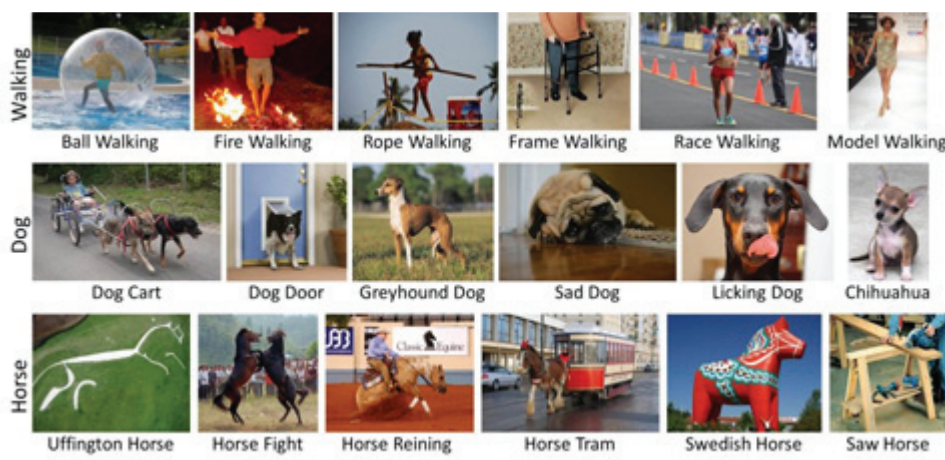 Walking
Ball Walking
Fire Walking
Rope Walking
Frame Walking
Race Walking
Model Walking
Dog
Dog Cart
Dog Door
Greyhound Dog
Sad Dog
Licking Dog
Chihuahua
Horse
Classic Equine
Uffington Horse
Horse Fight
Horse Reining
Horse Tram
Swedish Horse
Saw Horse